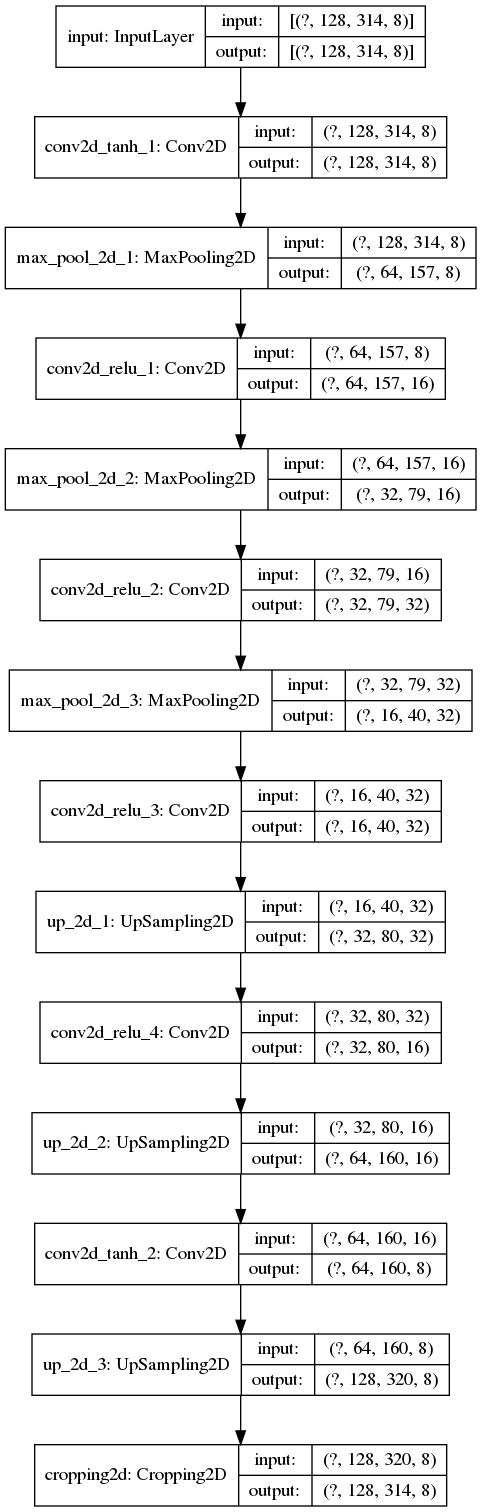 input: InputLayer
input: [(?, 128, 314, 8)]
output: [(?, 128, 314, 8)]
conv2d_tanh_1: Conv2D
input: (?, 128, 314, 8)
output: (?, 128, 314, 8)
max_pool_2d_1: MaxPooling2D
input: (?, 128, 314, 8)
output: (?, 64, 157, 8)
conv2d_relu_1: Conv2D
input: (?, 64, 157, 8)
output: (?, 64, 157, 16)
max_pool_2d_2: MaxPooling2D
input: (?, 64, 157, 16)
output: (?, 32, 79, 16)
conv2d_relu_2: Conv2D
input: (?, 32, 79, 16)
output: (?, 32, 79, 32)
max_pool_2d_3: MaxPooling2D
input: (?, 32, 79, 32)
output: (?, 16, 40, 32)
conv2d_relu_3: Conv2D
input: (?, 16, 40, 32)
output: (?, 16, 40, 32)
up_2d_1: UpSampling2D
input: (?, 16, 40, 32)
output: (?, 32, 80, 32)
conv2d_relu_4: Conv2D
input: (?, 32, 80, 32)
output: (?, 32, 80, 16)
up_2d_2: UpSampling2D
input: (?, 32, 80, 16)
output: (?, 64, 160, 16)
conv2d_tanh_2: Conv2D
input: (?, 64, 160, 16)
output: (?, 64, 160, 8)
up_2d_3: UpSampling2D
input: (?, 64, 160, 8)
output: (?, 128, 320, 8)
cropping2d: Cropping2D
input: (?, 128, 320, 8)
output: (?, 128, 314, 8)